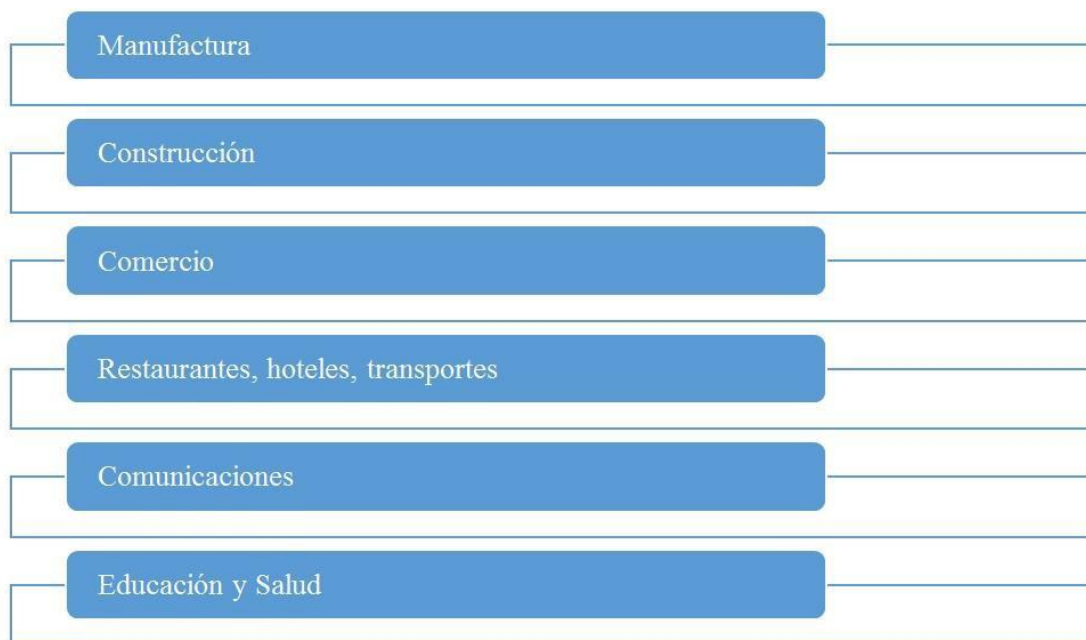 Manufactura
Construcción
Comercio
Restaurantes, hoteles, transportes
Comunicaciones
Educación y Salud